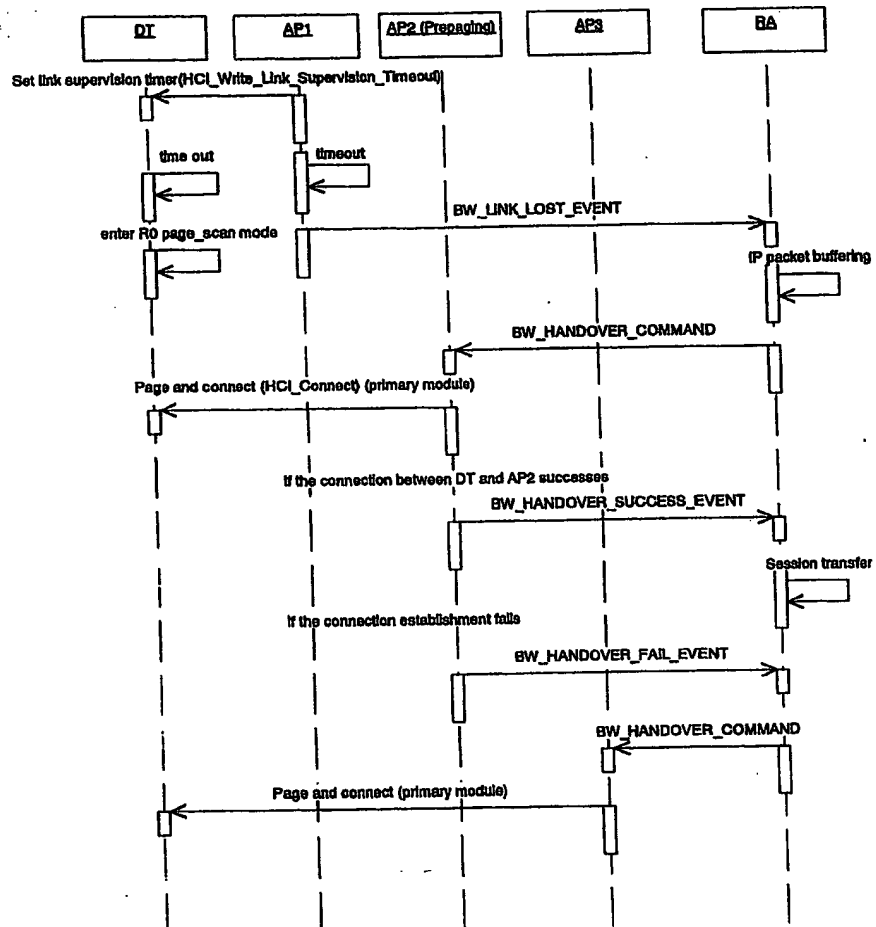 DT
AP1
AP2 (Prepaging)
AP3
RA
Set link supervision timer(HCI_Write_Link_Supervision_Timeout)
time out
timeout
BW_LINK_LOST_EVENT
enter R0 page_scan mode
IP packet buffering
BW_HANDOVER_COMMAND
Page and connect (HCI_Connect) (primary module)
If the connection between DT and AP2 successes
BW_HANDOVER_SUCCESS_EVENT
Session transfer
If the connection establishment fails
BW_HANDOVER_FAIL_EVENT
BW_HANDOVER_COMMAND
Page and connect (primary module)